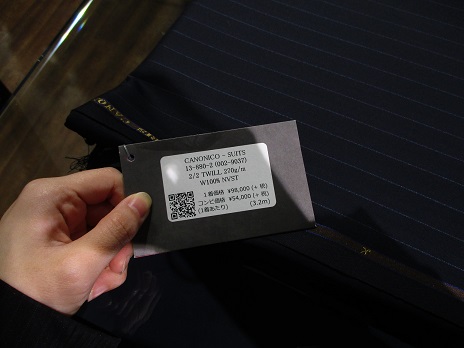 CANONICO - SUITS
13-880-2 (002-9037)
2/2 TWILL 270g/m
W100% NVST
1着価格 ¥98,000 (+ 税)
コンビ価格 ¥54,000 (+ 税)
(1着あたり) (3.2m)